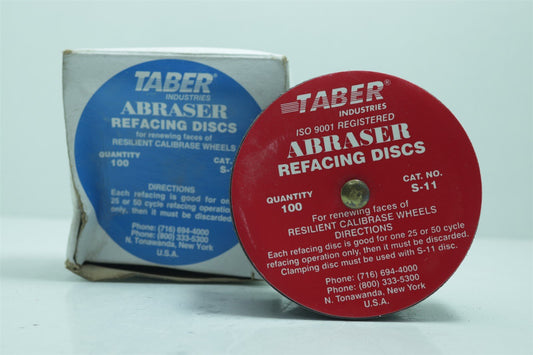 TABER®
INDUSTRIES
ABRASER
REFACING DISCS
for renewing faces of
RESILIENT CALIBRASE WHEELS
QUANTITY
100
CAT.
S-
DIRECTIONS
Each refacing is good for one
25 or 50 cycle refacing operation
only, then it must be discarded.
Phone: (716) 694-4000
Phone: (800) 333-5300
N. Tonawanda, New York
U.S.A.
TABER®
INDUSTRIES
ISO 9001 REGISTERED
ABRASER
REFACING DISCS
QUANTITY
100
CAT. NO.
S-11
For renewing faces of
RESILIENT CALIBRASE WHEELS
DIRECTIONS
Each refacing disc is good for one 25 or 50 cycle
refacing operation only, then it must be discarded.
Clamping disc must be used with S-11 disc.
Phone: (716) 694-4000
Phone: (800) 333-5300
N. Tonawanda, New York
U.S.A.